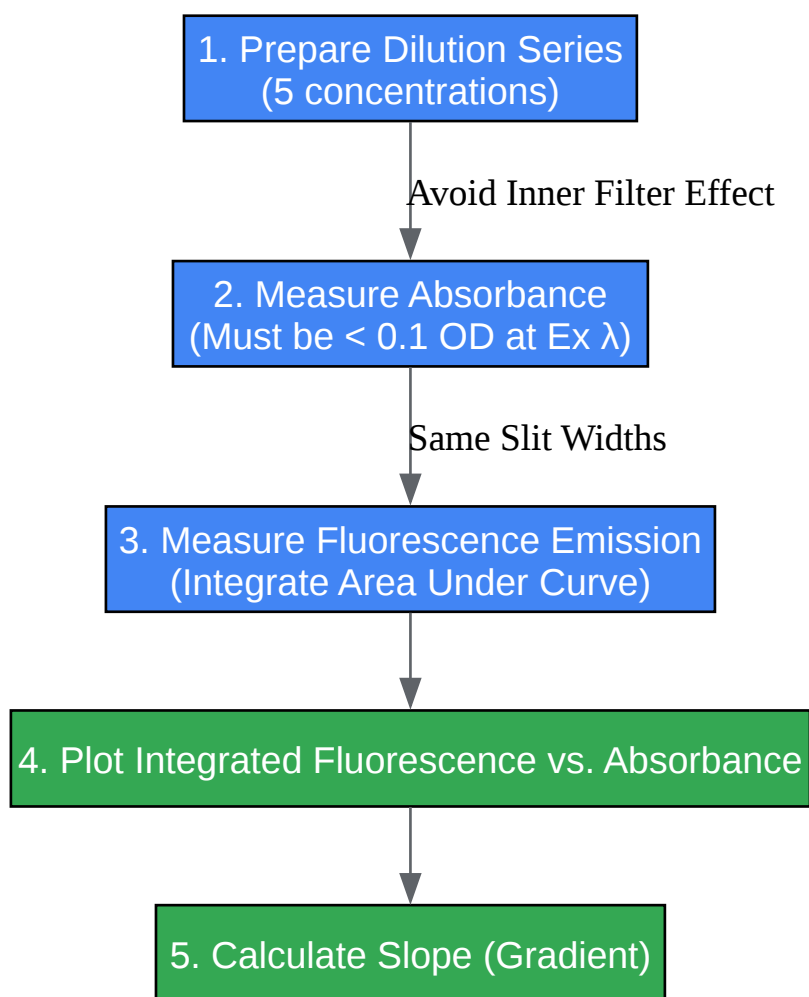 1. Prepare Dilution Series
(5 concentrations)
Avoid Inner Filter Effect
2. Measure Absorbance
(Must be < 0.1 OD at Ex λ)
Same Slit Widths
3. Measure Fluorescence Emission
(Integrate Area Under Curve)
4. Plot Integrated Fluorescence vs. Absorbance
5. Calculate Slope (Gradient)